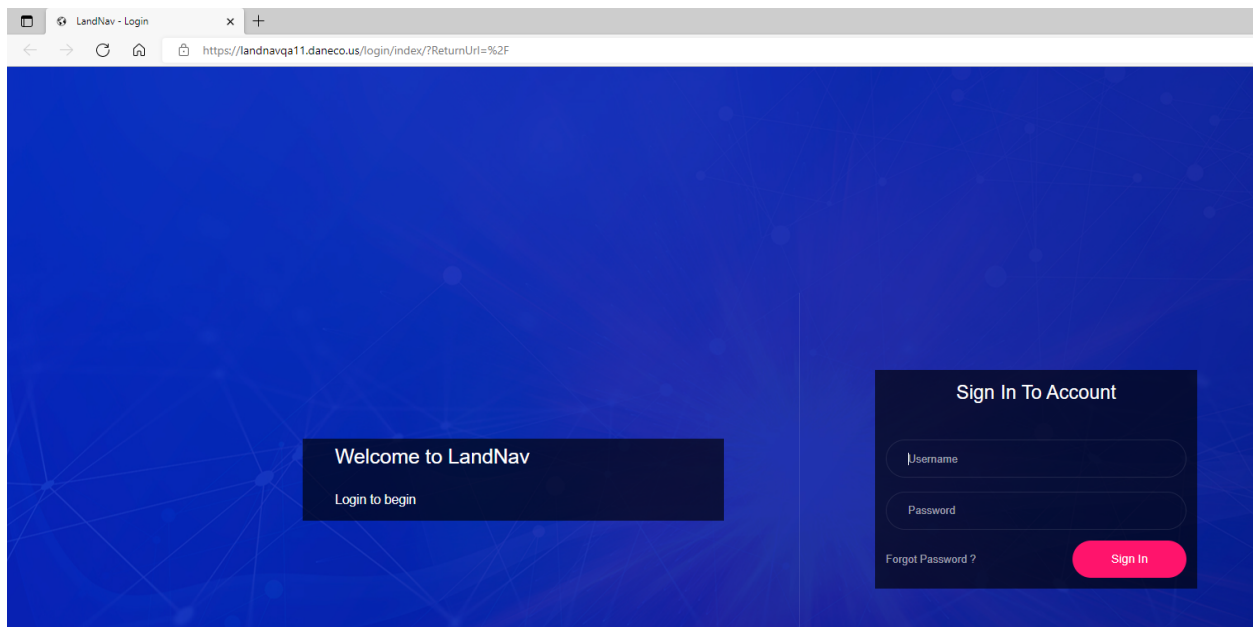 LandNav - Login
https://landnavqa11.daneco.us/login/index/?ReturnUrl=%2F
Sign In To Account
Welcome to LandNav
Login to begin
Username
Password
Forgot Password ?
Sign In